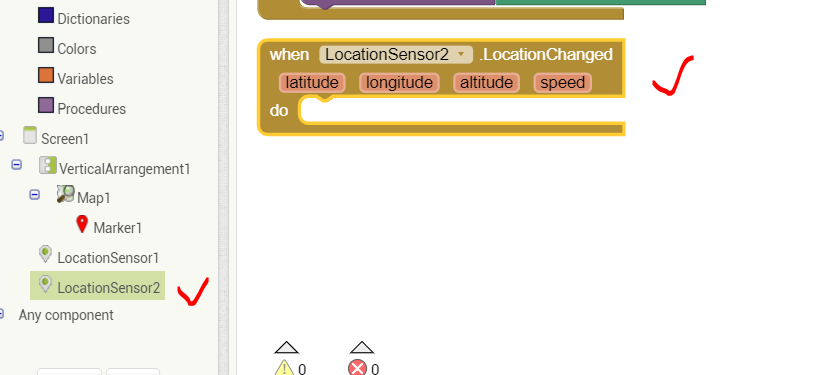 Dictionaries
Colors
Variables
Procedures
Screen1
VerticalArrangement1
Map1
Marker1
LocationSensor1
LocationSensor2
Any component
when LocationSensor2 .LocationChanged
latitude longitude altitude speed
do
0 0